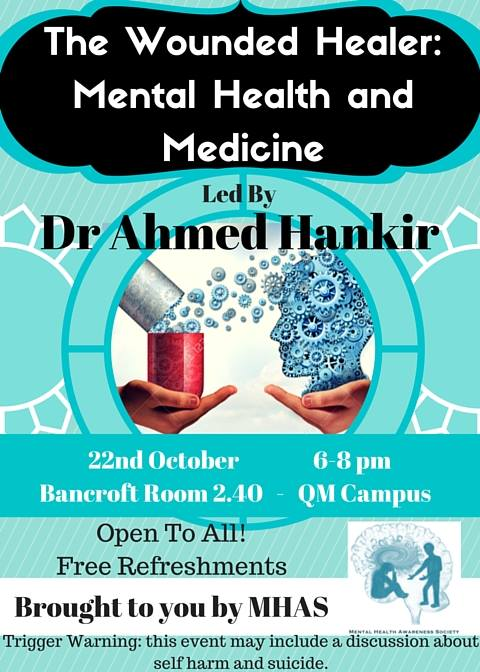 The Wounded Healer:
Mental Health and
Medicine
Led By
Dr Ahmed Hankir
22nd October 6-8 pm
Bancroft Room 2.40 - QM Campus
Open To All!
Free Refreshments
Brought to you by MHAS
MENTAL HEALTH AWARENESS SOCIETY
Trigger Warning: this event may include a discussion about
self harm and suicide.